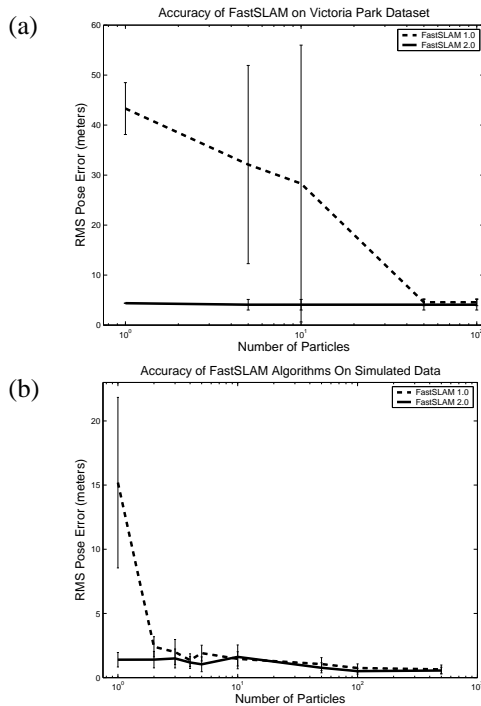 (a)
Accuracy of FastSLAM on Victoria Park Dataset
FastSLAM 1.0
FastSLAM 2.0
RMS Pose Error (meters)
60
50
40
30
20
10
0
10⁰
10¹
10²
Number of Particles
(b)
Accuracy of FastSLAM Algorithms On Simulated Data
FastSLAM 1.0
FastSLAM 2.0
RMS Pose Error (meters)
20
15
10
5
0
10⁰
10¹
10²
10³
Number of Particles